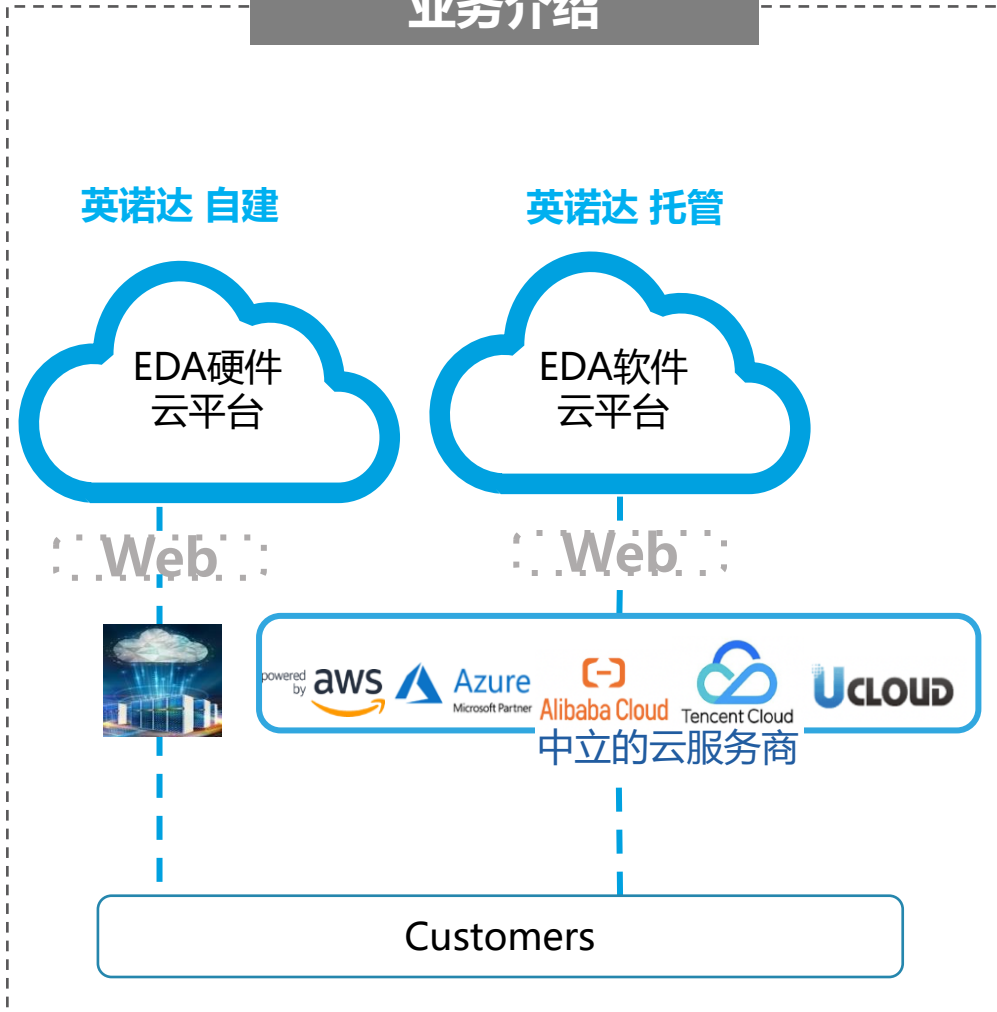 业务介绍
英诺达 自建
英诺达 托管
EDA硬件
云平台
EDA软件
云平台
Web
Web
powered
by
aws
Azure
Microsoft Partner
Alibaba Cloud
Tencent Cloud
UCLOUD
中立的云服务商
Customers